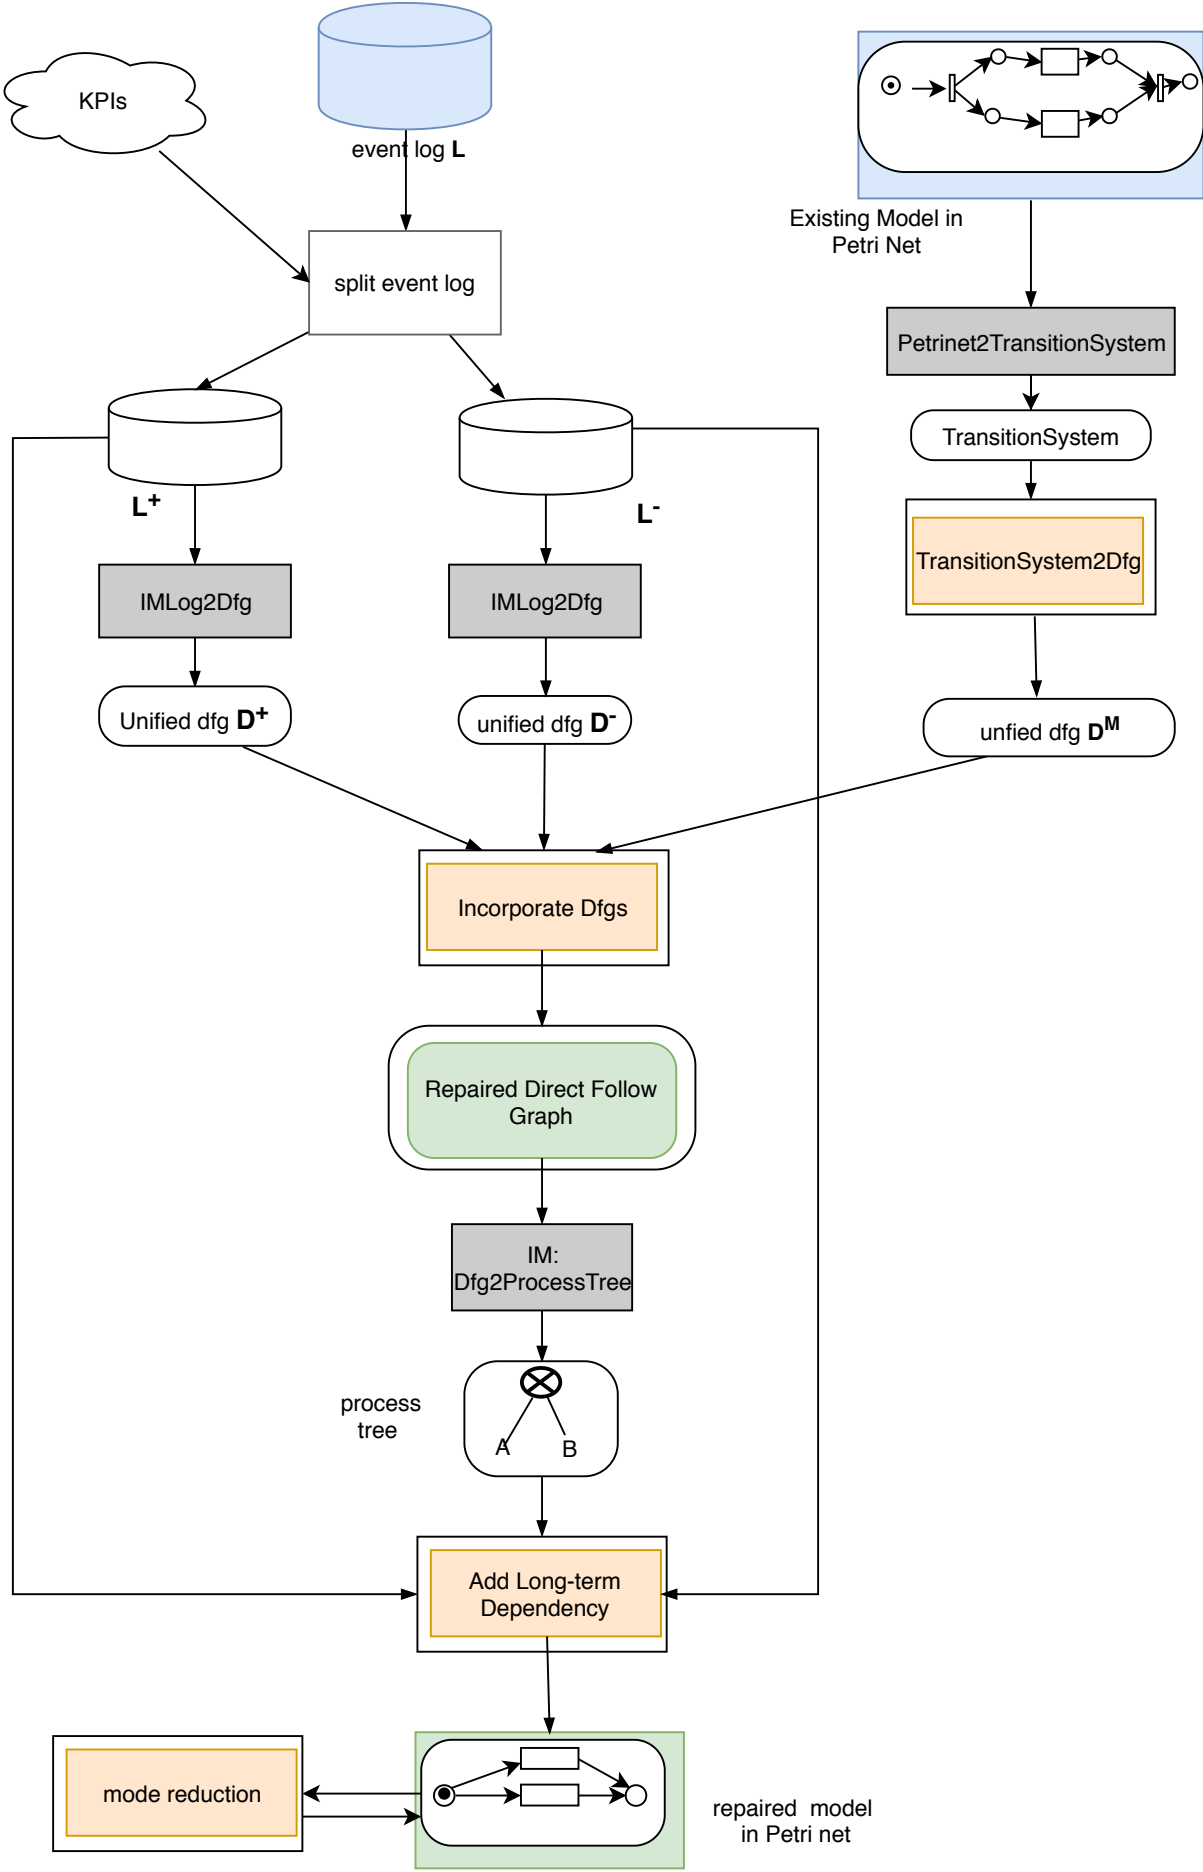 KPIs
event log L
Existing Model in
Petri Net
split event log
Petrinet2TransitionSystem
TransitionSystem
L+
L-
TransitionSystem2Dfg
IMLog2Dfg
IMLog2Dfg
Unified dfg D+
unified dfg D-
unfied dfg DM
Incorporate Dfgs
Repaired Direct Follow
Graph
IM:
Dfg2ProcessTree
process
tree
A
B
Add Long-term
Dependency
mode reduction
repaired  model
in Petri net